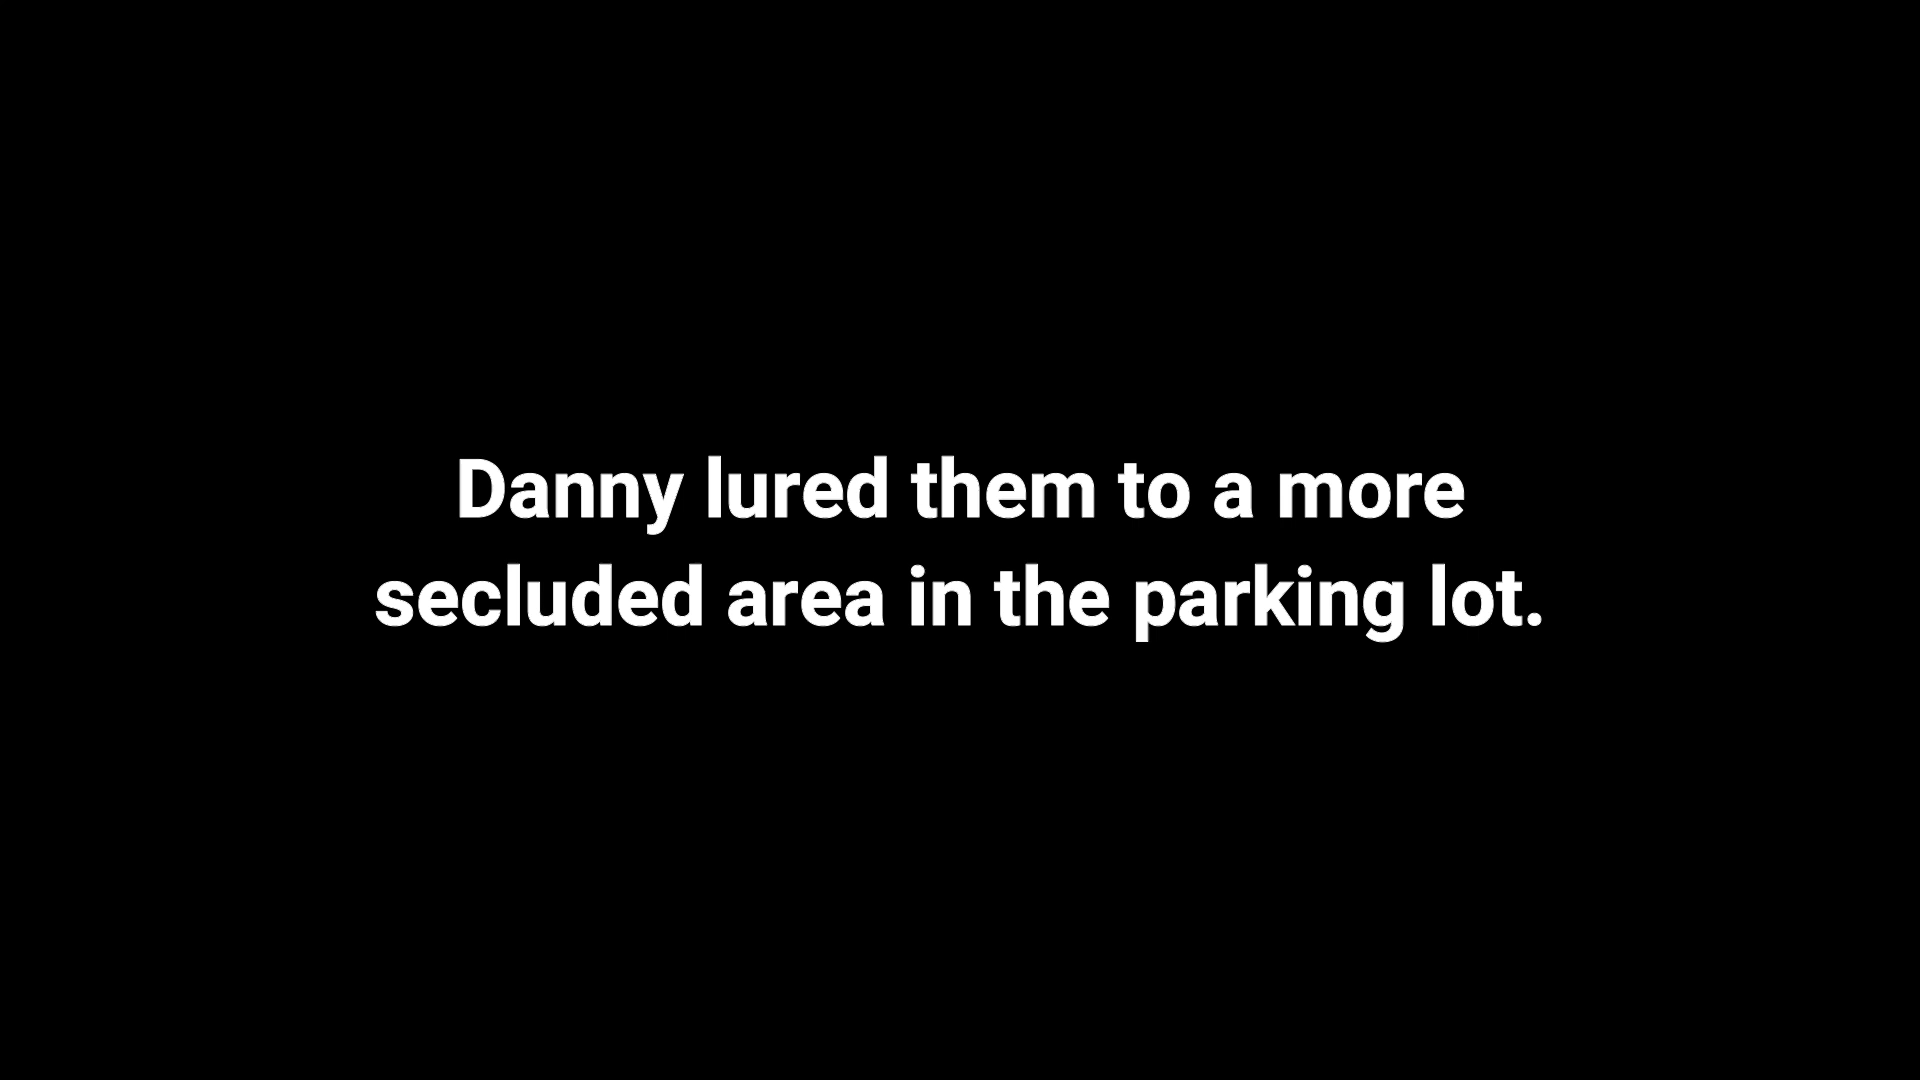 Danny lured them to a more
secluded area in the parking lot.